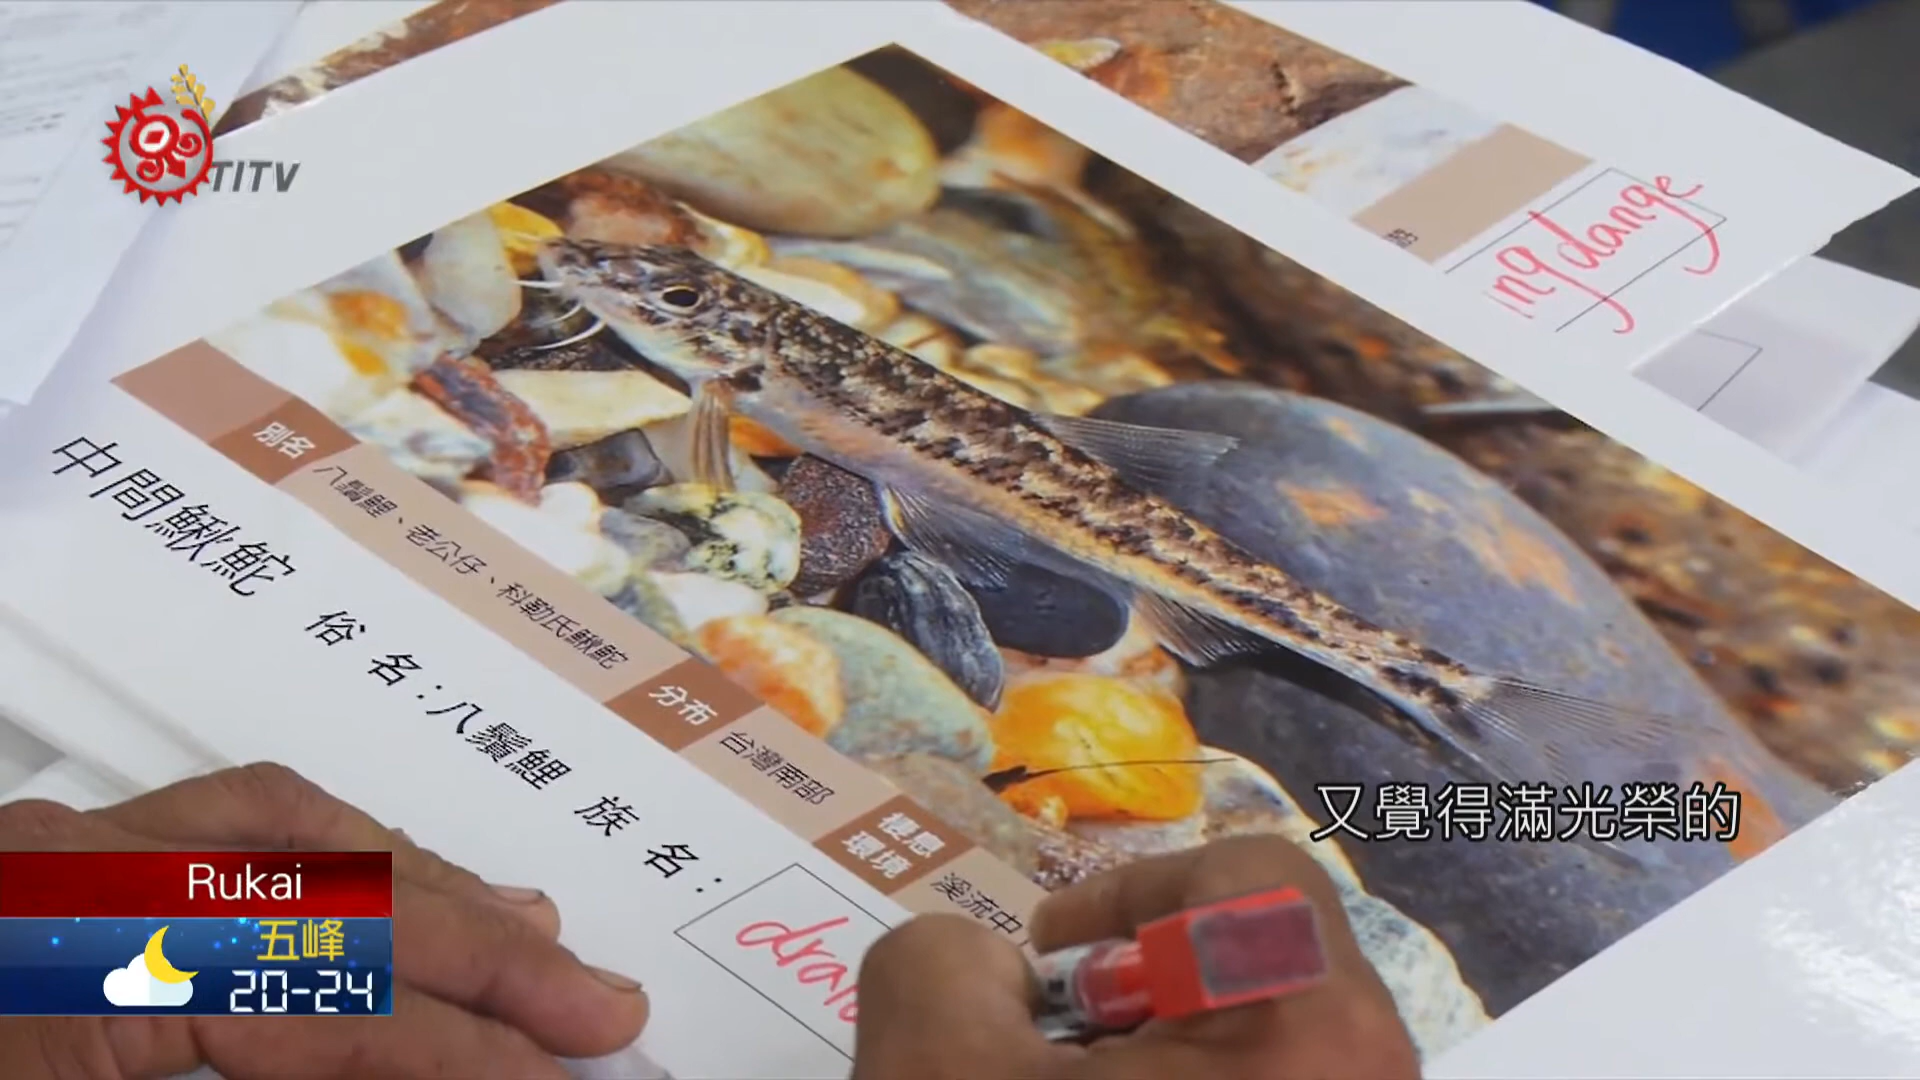 TITV
ingdange
別名
八鬚鯉、老公仔、科勒氏鰍鮀
分布
台灣南部
棲息環境
溪流中
中間鰍鮀 俗名：八鬚鯉 族名：
又覺得滿光榮的
Rukai
五峰
20-24